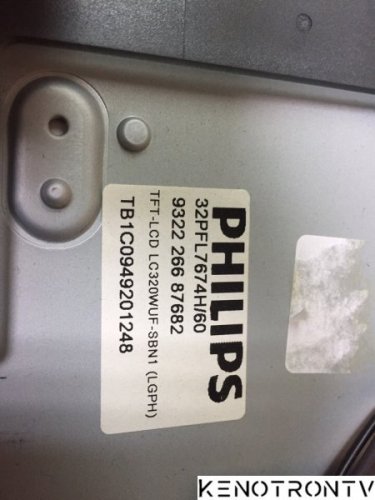 PHILIPS
32PFL7674H/60
9322 266 87682
TFT-LCD LC320WUF-SBN1 (LGPH)
TB1C0949201248
KENOTRONTV